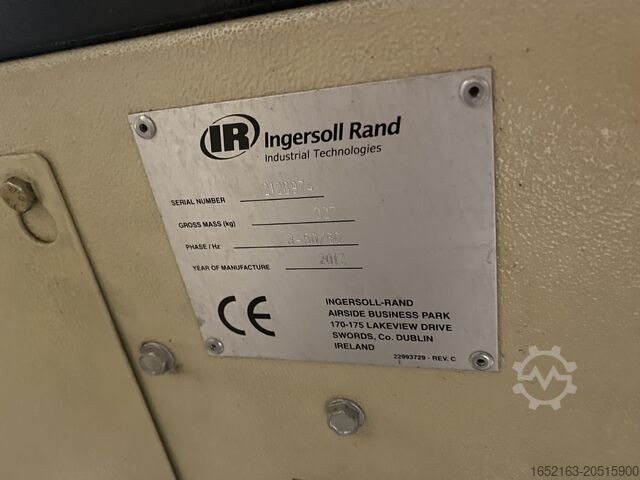 IR Ingersoll Rand
Industrial Technologies
SERIAL NUMBER
GROSS MASS (kg)
PHASE / Hz
YEAR OF MANUFACTURE
CE
INGERSOLL-RAND
AIRSIDE BUSINESS PARK
170-175 LAKEVIEW DRIVE
SWORDS, Co. DUBLIN
IRELAND
22993729 - REV. C
1652163-20515900